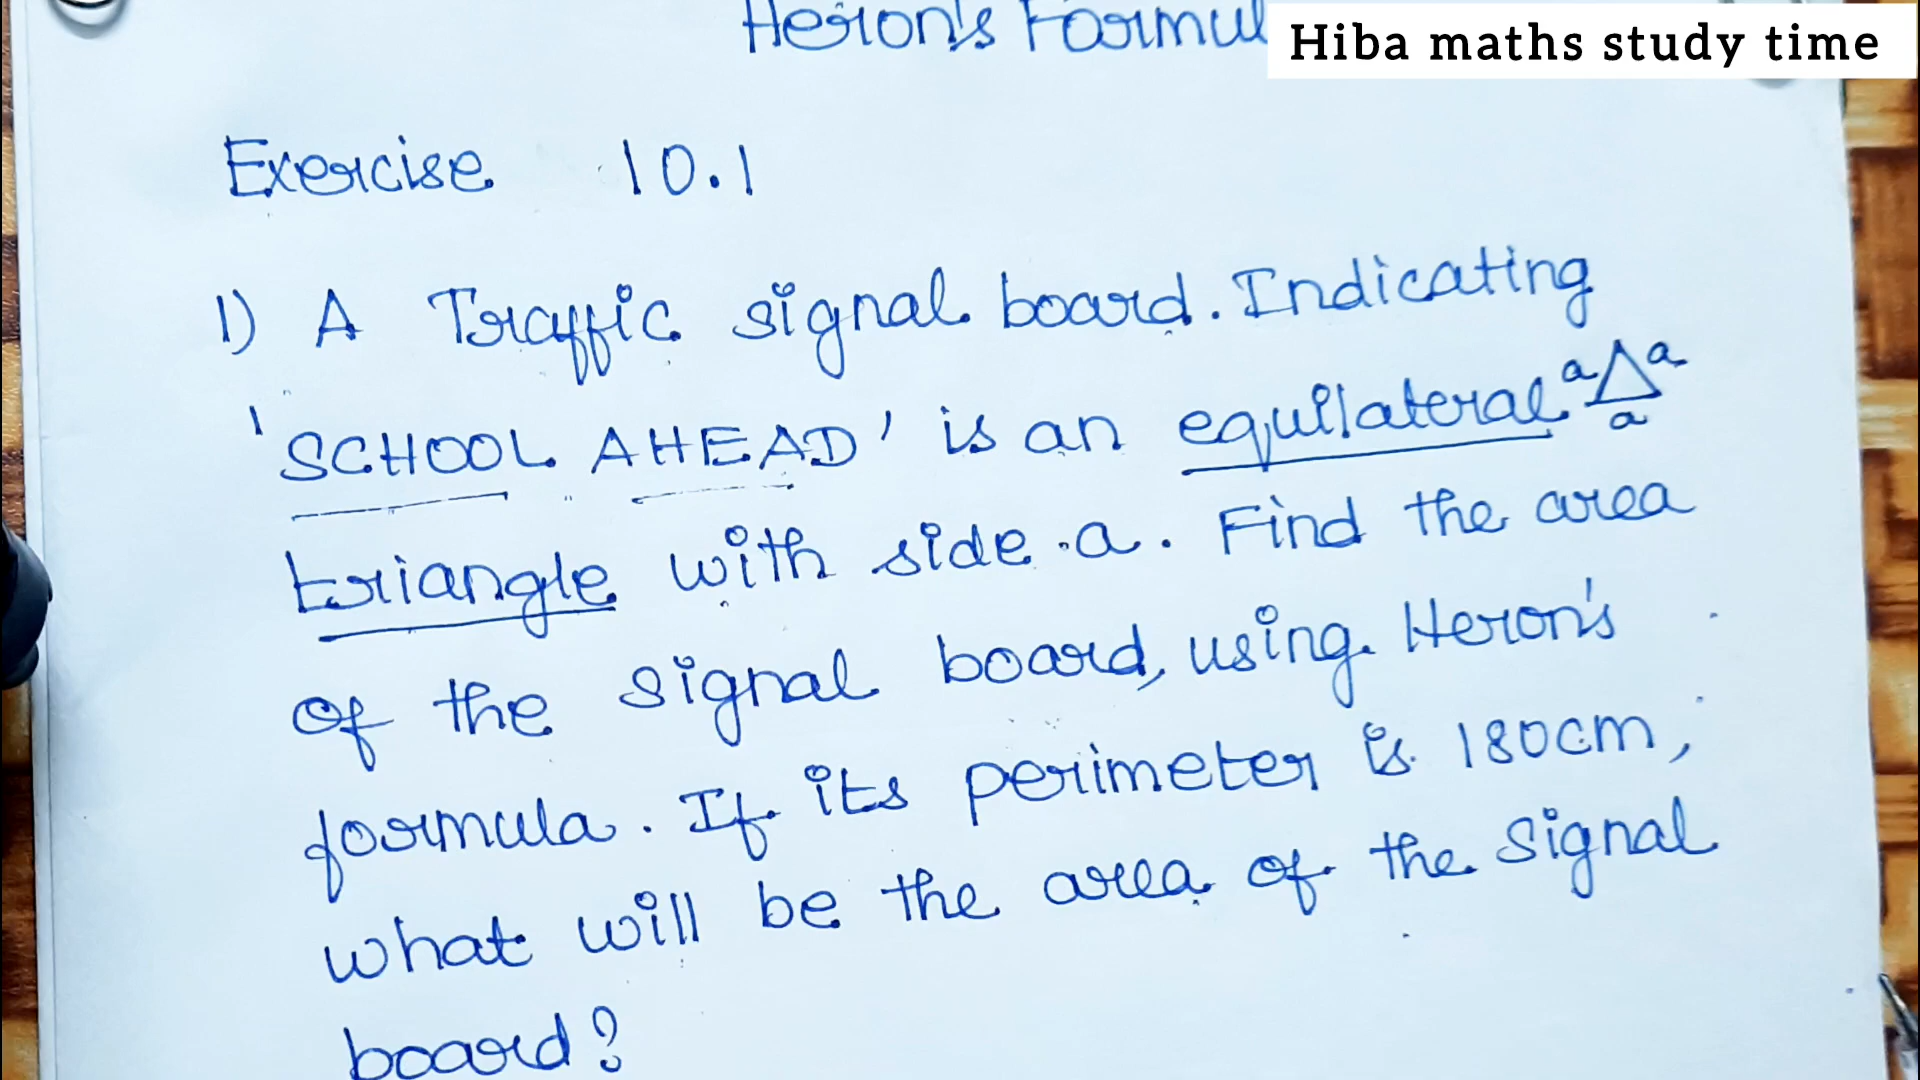 Heron's Formul
Hiba maths study time
Exercise 10.1
1) A Traffic signal board. Indicating
'SCHOOL AHEAD' is an equilateral a a
a
triangle with side a. Find the area
of the signal board, using Heron's
formula. If its perimeter is 180cm,
what will be the area of the signal
board?